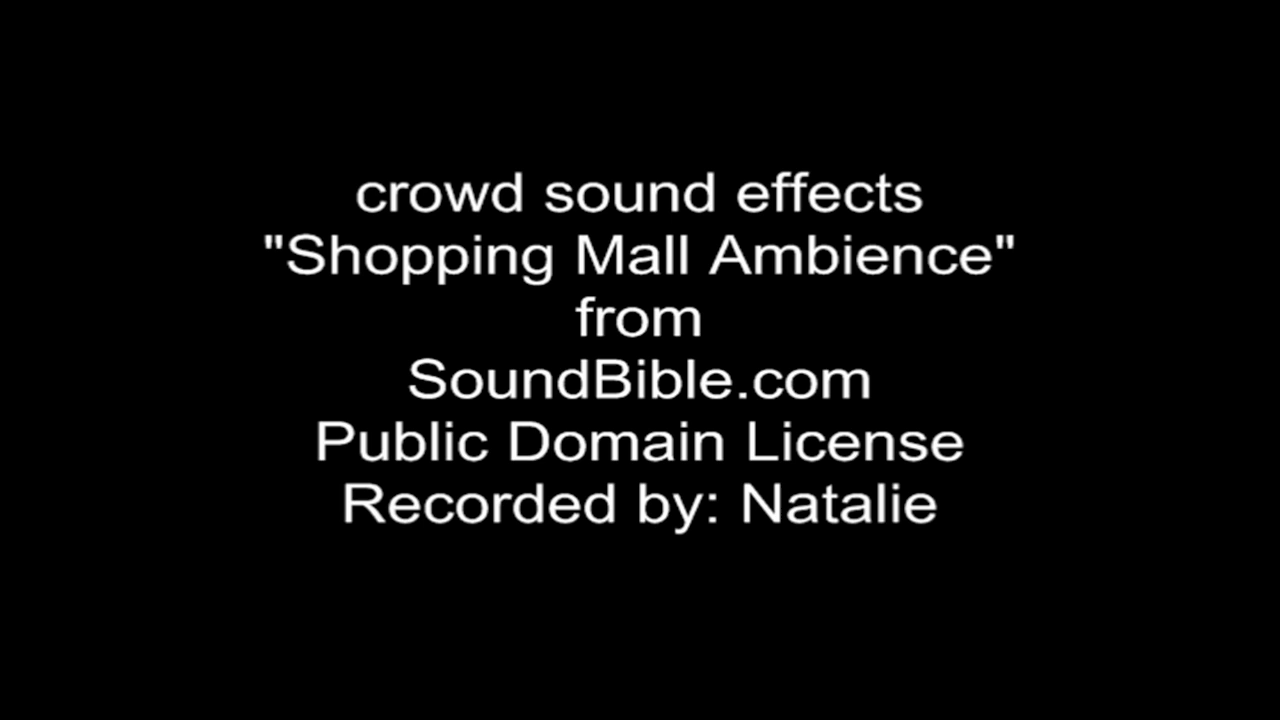 crowd sound effects
"Shopping Mall Ambience"
from
SoundBible.com
Public Domain License
Recorded by: Natalie